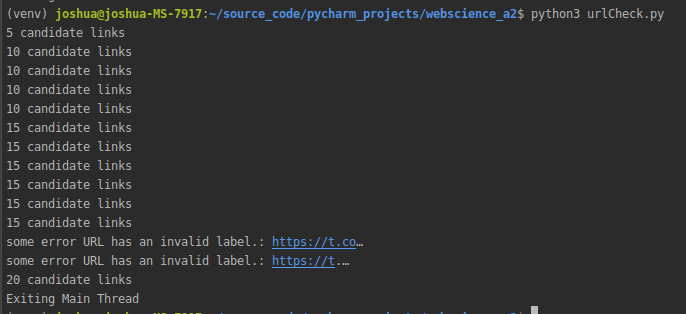 (venv) joshua@joshua-MS-7917:~/source_code/pycharm_projects/webscience_a2$ python3 urlCheck.py
5 candidate links
10 candidate links
10 candidate links
10 candidate links
10 candidate links
15 candidate links
15 candidate links
15 candidate links
15 candidate links
15 candidate links
15 candidate links
some error URL has an invalid label.: https://t.co…
some error URL has an invalid label.: https://t.…
20 candidate links
Exiting Main Thread